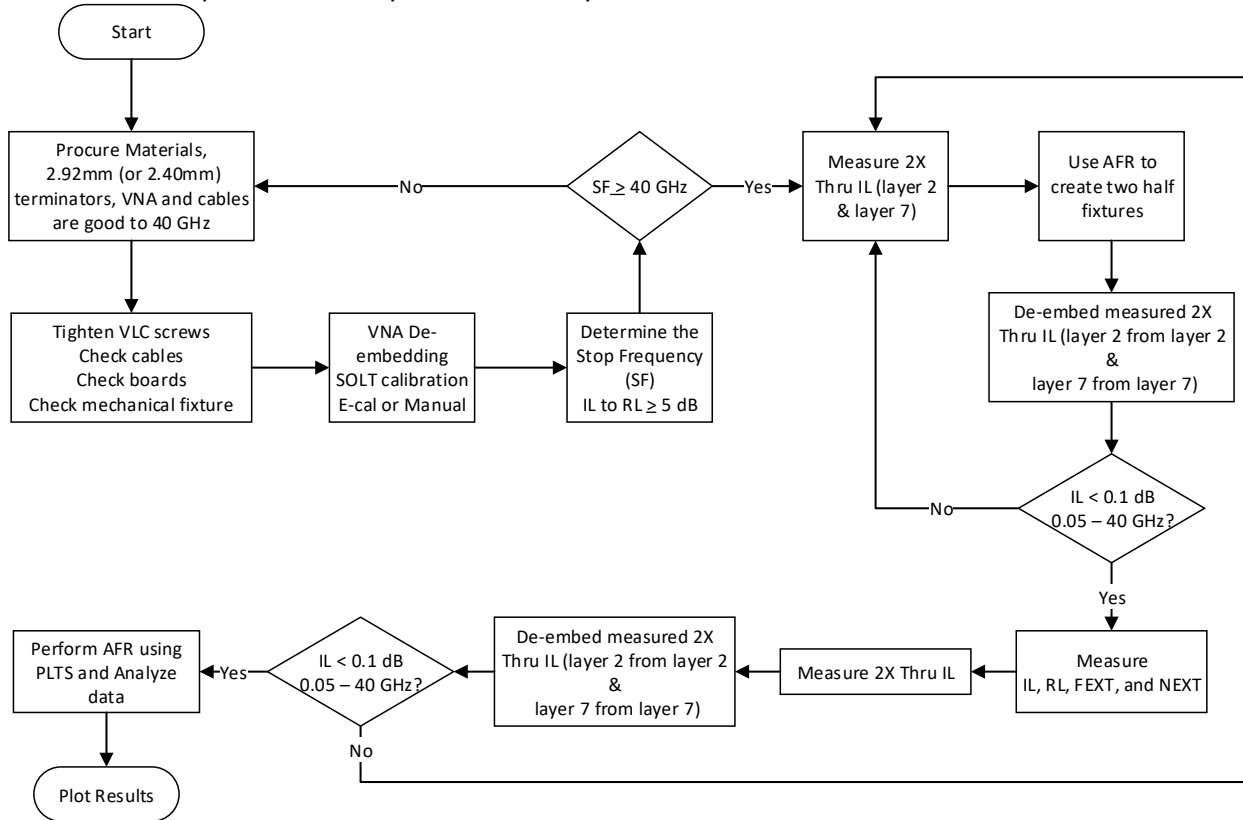 Start
Procure Materials,
2.92mm (or 2.40mm)
terminators, VNA and cables
are good to 40 GHz
Tighten VLC screws
Check cables
Check boards
Check mechanical fixture
VNA De-
embedding
SOLT calibration
E-cal or Manual
Determine the
Stop Frequency
(SF)
IL to RL ≥ 5 dB
SF ≥ 40 GHz
No
Yes
Measure 2X
Thru IL (layer 2
& layer 7)
Use AFR to
create two half
fixtures
De-embed measured 2X
Thru IL (layer 2 from layer 2
&
layer 7 from layer 7)
IL < 0.1 dB
0.05 – 40 GHz?
No
Yes
Measure
IL, RL, FEXT, and NEXT
Measure 2X Thru IL
De-embed measured 2X
Thru IL (layer 2 from layer 2
&
layer 7 from layer 7)
IL < 0.1 dB
0.05 – 40 GHz?
Yes
No
Perform AFR using
PLTS and Analyze
data
Plot Results